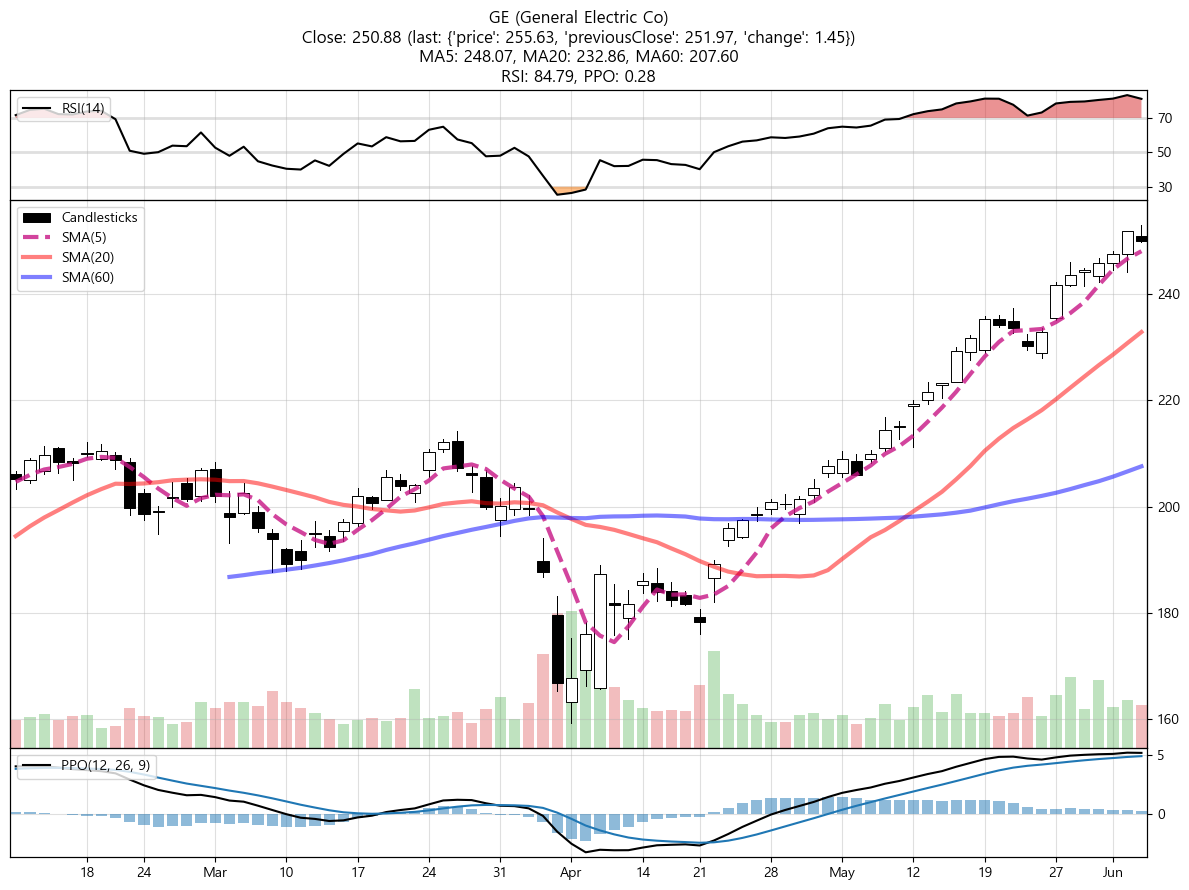 GE (General Electric Co)
Close: 250.88 (last: {'price': 255.63, 'previousClose': 251.97, 'change': 1.45})
MA5: 248.07, MA20: 232.86, MA60: 207.60
RSI: 84.79, PPO: 0.28
RSI(14)
70
50
30
Candlesticks
SMA(5)
SMA(20)
SMA(60)
240
220
200
180
160
PPO(12, 26, 9)
5
0
18 24 Mar 10 17 24 31 Apr 14 21 28 May 12 19 27 Jun